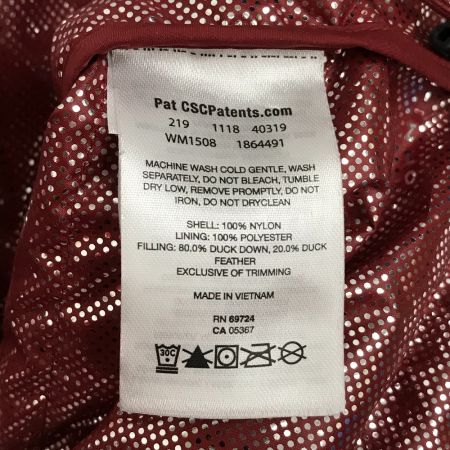 Pat CSCPatents.com
219 1118 40319
WM1508 1864491
MACHINE WASH COLD GENTLE, WASH
SEPARATELY, DO NOT BLEACH, TUMBLE
DRY LOW, REMOVE PROMPTLY, DO NOT
IRON, DO NOT DRYCLEAN
SHELL: 100% NYLON
LINING: 100% POLYESTER
FILLING: 80.0% DUCK DOWN, 20.0% DUCK
FEATHER
EXCLUSIVE OF TRIMMING
MADE IN VIETNAM
RN 69724
CA 05367
30C